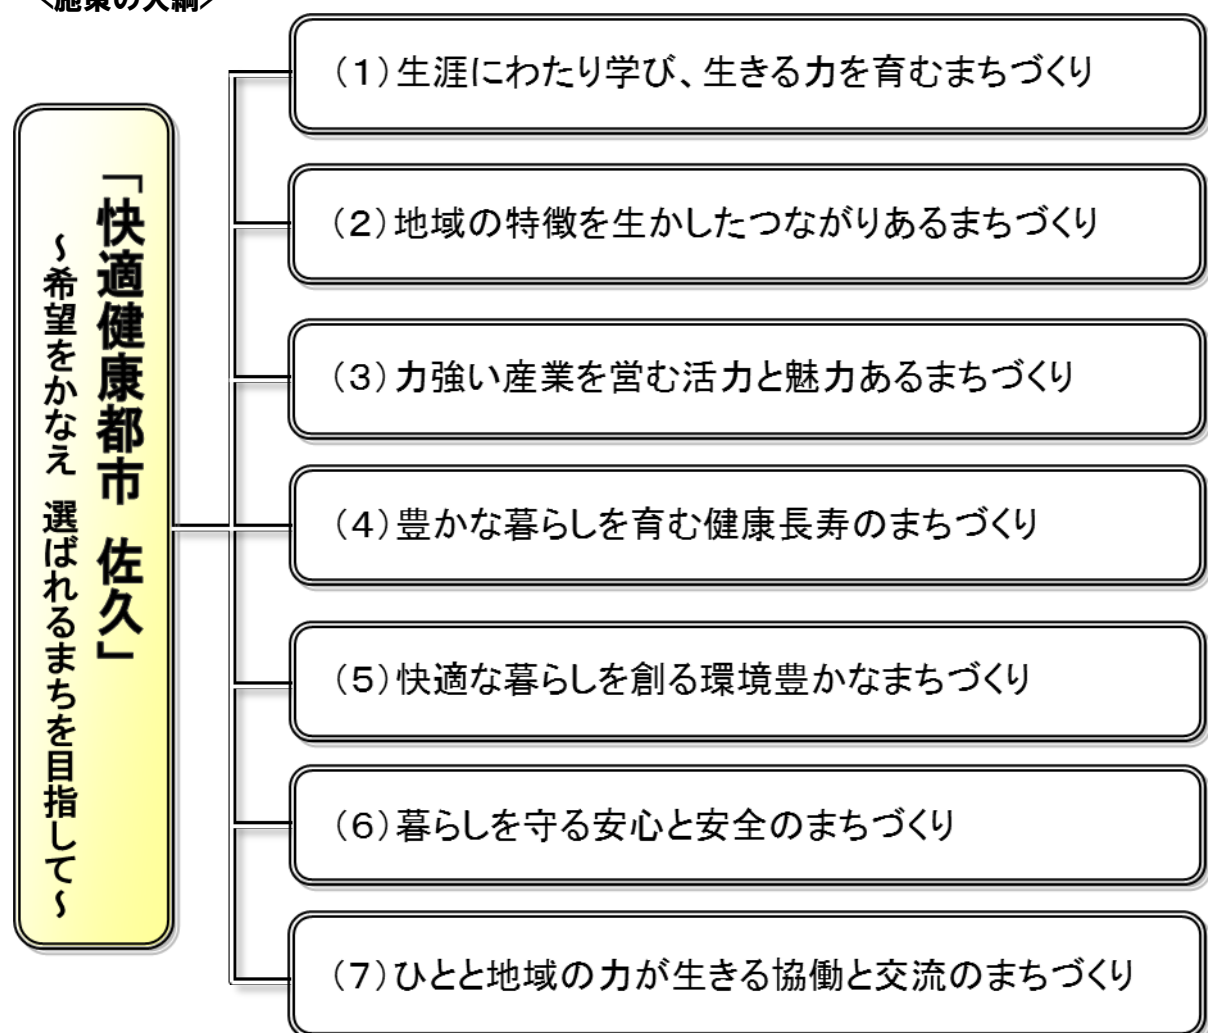 <施策の大綱>
「快適健康都市 佐久」
～希望をかなえ 選ばれるまちを目指して～
(1)生涯にわたり学び、生きる力を育むまちづくり
(2)地域の特徴を生かしたつながりあるまちづくり
(3)力強い産業を営む活力と魅力あるまちづくり
(4)豊かな暮らしを育む健康長寿のまちづくり
(5)快適な暮らしを創る環境豊かなまちづくり
(6)暮らしを守る安心と安全のまちづくり
(7)ひとと地域の力が生きる協働と交流のまちづくり